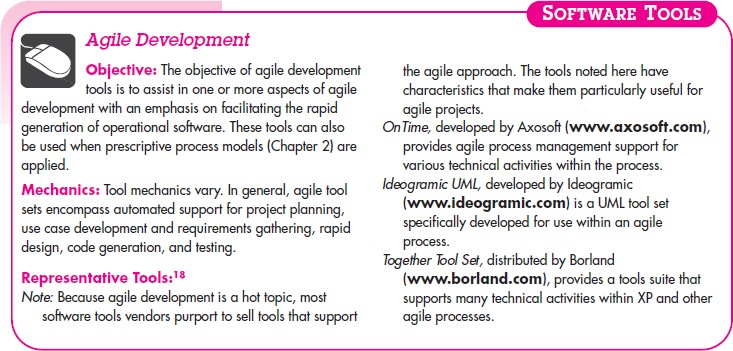 SOFTWARE TOOLS
Agile Development
Objective: The objective of agile development
tools is to assist in one or more aspects of agile
development with an emphasis on facilitating the rapid
generation of operational software. These tools can also
be used when prescriptive process models (Chapter 2) are
applied.
Mechanics: Tool mechanics vary. In general, agile tool
sets encompass automated support for project planning,
use case development and requirements gathering, rapid
design, code generation, and testing.
Representative Tools:18
Note: Because agile development is a hot topic, most
software tools vendors purport to sell tools that support
the agile approach. The tools noted here have
characteristics that make them particularly useful for
agile projects.
OnTime, developed by Axosoft (www.axosoft.com),
provides agile process management support for
various technical activities within the process.
Ideogramic UML, developed by Ideogramic
(www.ideogramic.com) is a UML tool set
specifically developed for use within an agile
process.
Together Tool Set, distributed by Borland
(www.borland.com), provides a tools suite that
supports many technical activities within XP and other
agile processes.